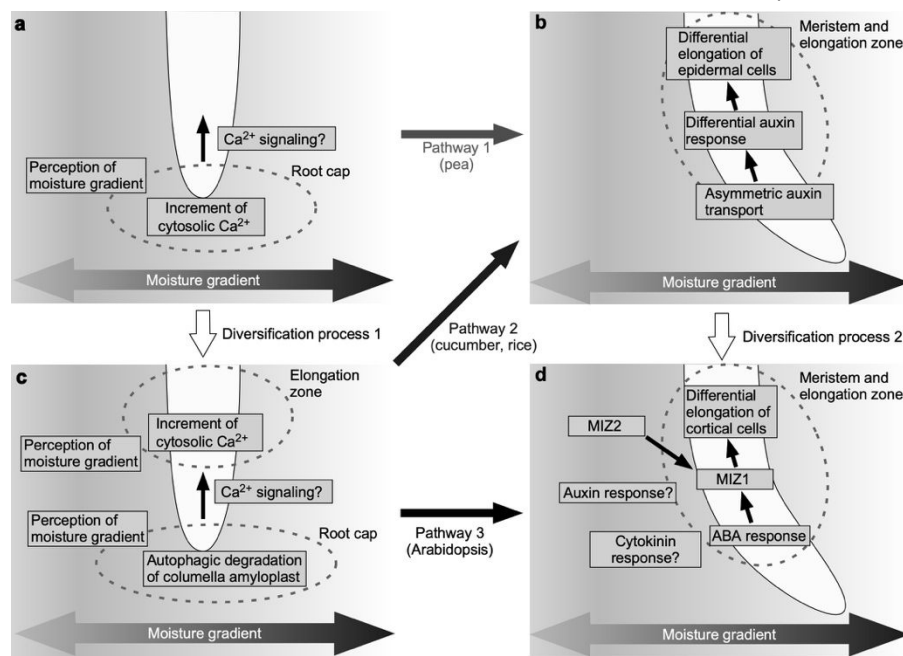 a
Ca²⁺ signaling?
Perception of
moisture gradient
Root cap
Increment of
cytosolic Ca²⁺
Moisture gradient
Pathway 1
(pea)
b
Differential
elongation of
epidermal cells
Meristem and
elongation zone
Differential auxin
response
Asymmetric auxin
transport
Moisture gradient
Diversification process 1
Pathway 2
(cucumber, rice)
Diversification process 2
c
Elongation
zone
Increment of
cytosolic Ca²⁺
Perception of
moisture gradient
Ca²⁺ signaling?
Perception of
moisture gradient
Root cap
Autophagic degradation
of columella amyloplast
Moisture gradient
Pathway 3
(Arabidopsis)
d
Differential
elongation of
cortical cells
Meristem and
elongation zone
MIZ2
MIZ1
Auxin response?
Cytokinin
response?
ABA response
Moisture gradient